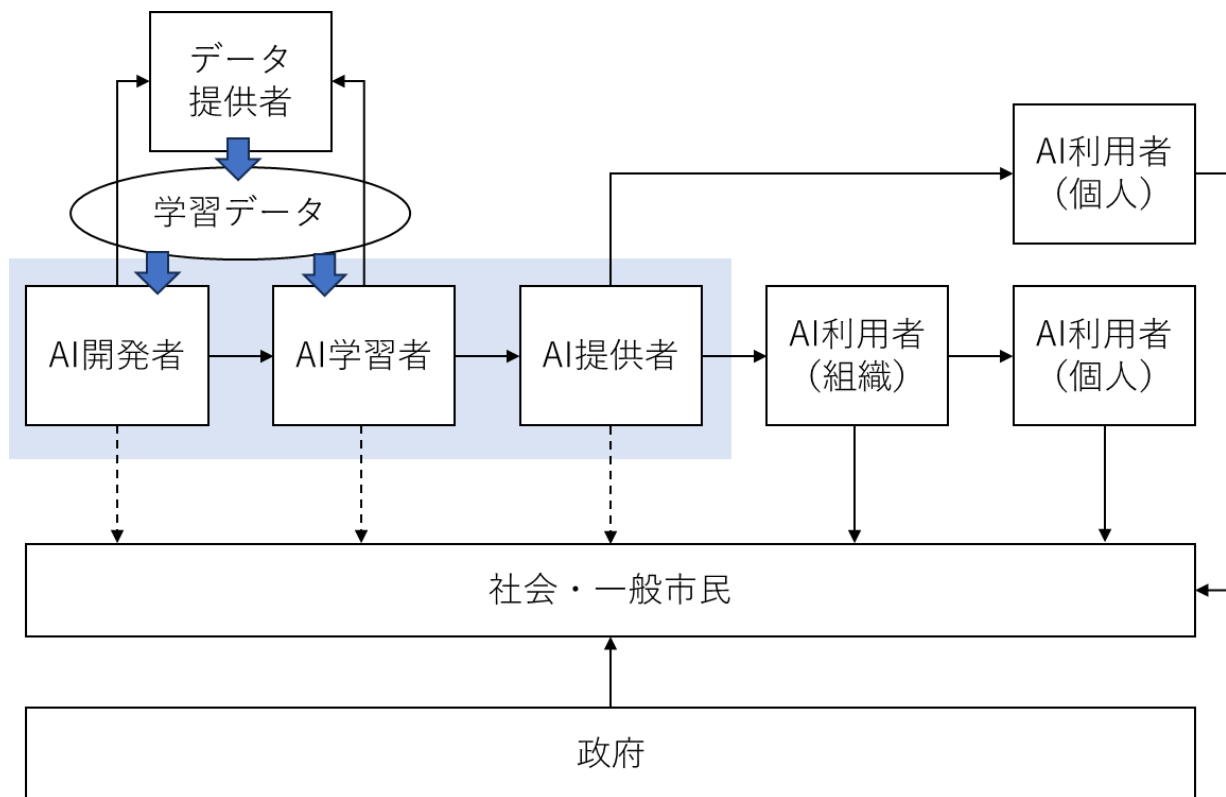 データ
提供者
学習データ
AI利用者
（個人）
AI開発者
AI学習者
AI提供者
AI利用者
（組織）
AI利用者
（個人）
社会・一般市民
政府